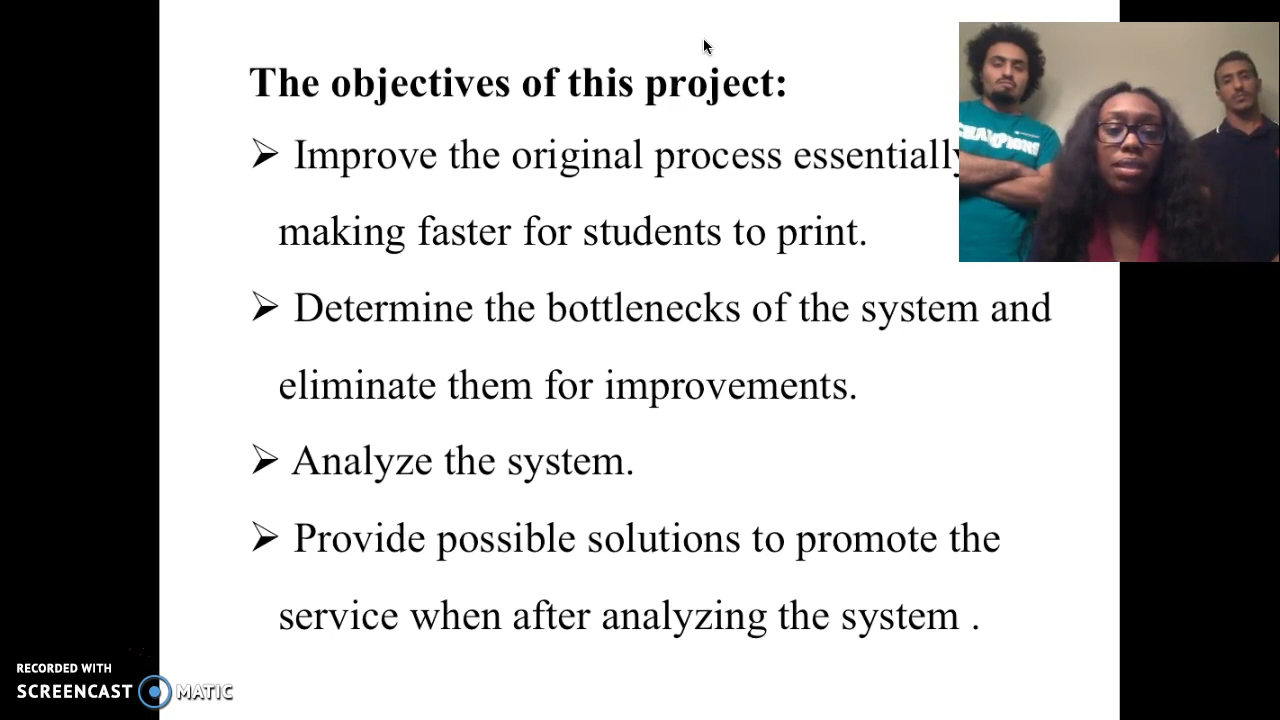 The objectives of this project:
➢ Improve the original process essentially
making faster for students to print.
➢ Determine the bottlenecks of the system and
eliminate them for improvements.
➢ Analyze the system.
➢ Provide possible solutions to promote the
service when after analyzing the system .
CHAMPIONS
RECORDED WITH
SCREENCAST MATIC